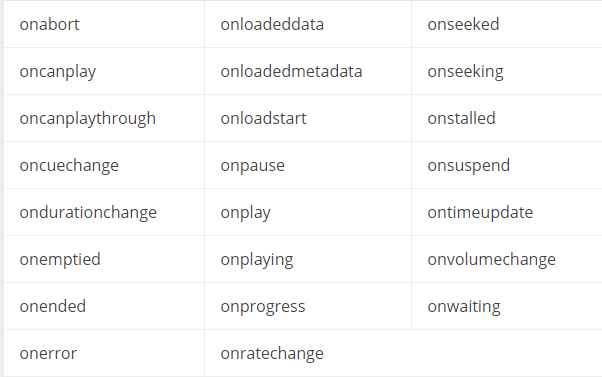 onabort onloadeddata onseeked
oncanplay onloadedmetadata onseeking
oncanplaythrough onloadstart onstalled
oncuechange onpause onsuspend
ondurationchange onplay ontimeupdate
onemptied onplaying onvolumechange
onended onprogress onwaiting
onerror onratechange